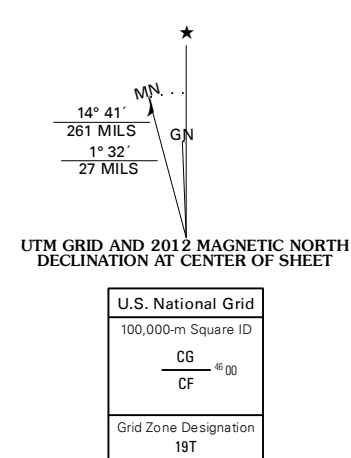 ★
MN
GN
14° 41´
261 MILS
1° 32´
27 MILS
UTM GRID AND 2012 MAGNETIC NORTH
DECLINATION AT CENTER OF SHEET
U.S. National Grid
100,000-m Square ID
CG
46 00
CF
Grid Zone Designation
19T